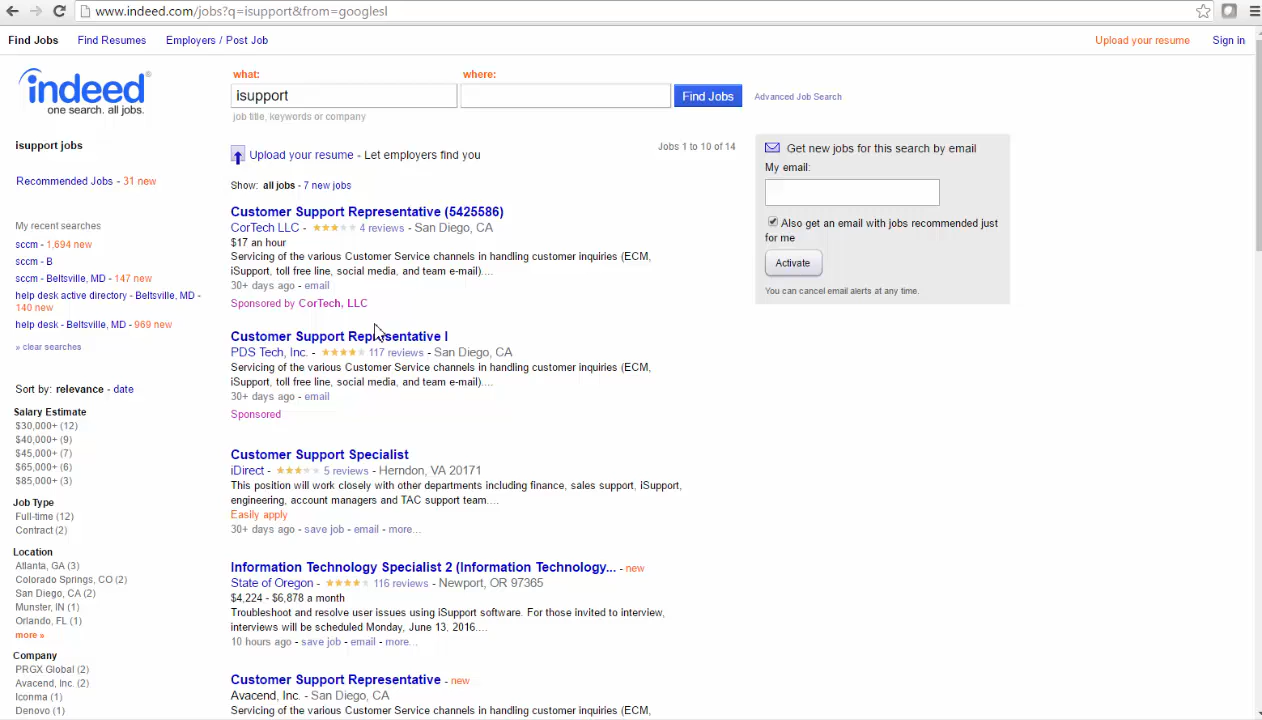 www.indeed.com/jobs?q=isupport&from=googlesl
Find Jobs Find Resumes Employers / Post Job Upload your resume Sign in
indeed®
one search. all jobs.
what: where:
isupport Find Jobs Advanced Job Search
job title, keywords or company
isupport jobs
Recommended Jobs - 31 new
My recent searches
sccm - 1,694 new
sccm - B
sccm - Beltsville, MD - 147 new
help desk active directory - Beltsville, MD -
140 new
help desk - Beltsville, MD - 969 new
» clear searches
Sort by: relevance - date
Salary Estimate
$30,000+ (12)
$40,000+ (9)
$45,000+ (7)
$65,000+ (6)
$85,000+ (3)
Job Type
Full-time (12)
Contract (2)
Location
Atlanta, GA (3)
Colorado Springs, CO (2)
San Diego, CA (2)
Munster, IN (1)
Orlando, FL (1)
more »
Company
PRGX Global (2)
Avacend, Inc. (2)
Iconma (1)
Denovo (1)
Upload your resume - Let employers find you
Jobs 1 to 10 of 14
Show: all jobs - 7 new jobs
Customer Support Representative (5425586)
CorTech LLC - 4 reviews - San Diego, CA
$17 an hour
Servicing of the various Customer Service channels in handling customer inquiries (ECM,
iSupport, toll free line, social media, and team e-mail)....
30+ days ago - email
Sponsored by CorTech, LLC
Customer Support Representative I
PDS Tech, Inc. - 117 reviews - San Diego, CA
Servicing of the various Customer Service channels in handling customer inquiries (ECM,
iSupport, toll free line, social media, and team e-mail)....
30+ days ago - email
Sponsored
Customer Support Specialist
iDirect - 5 reviews - Herndon, VA 20171
This position will work closely with other departments including finance, sales support, iSupport,
engineering, account managers and TAC support team....
Easily apply
30+ days ago - save job - email - more...
Information Technology Specialist 2 (Information Technology... - new
State of Oregon - 116 reviews - Newport, OR 97365
$4,224 - $6,878 a month
Troubleshoot and resolve user issues using iSupport software. For those invited to interview,
interviews will be scheduled Monday, June 13, 2016....
10 hours ago - save job - email - more...
Customer Support Representative - new
Avacend, Inc. - San Diego, CA
Servicing of the various Customer Service channels in handling customer inquiries (ECM,
Get new jobs for this search by email
My email:
Also get an email with jobs recommended just
for me
Activate
You can cancel email alerts at any time.